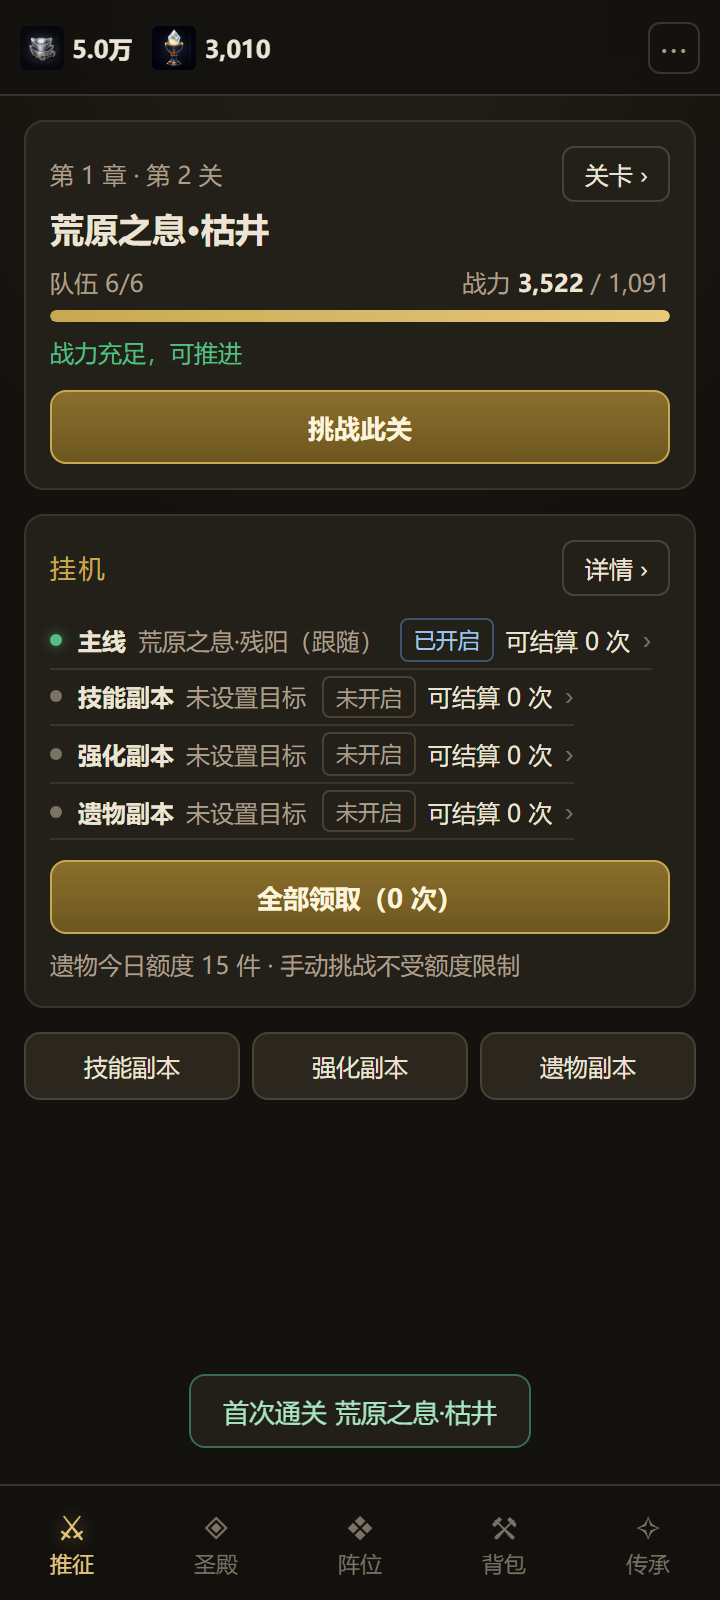 5.0万 3,010 ...
第 1 章 · 第 2 关 关卡 ›
荒原之息·枯井
队伍 6/6 战力 3,522 / 1,091
战力充足，可推进
挑战此关
挂机 详情 ›
主线 荒原之息·残阳（跟随） 已开启 可结算 0 次 ›
技能副本 未设置目标 未开启 可结算 0 次 ›
强化副本 未设置目标 未开启 可结算 0 次 ›
遗物副本 未设置目标 未开启 可结算 0 次 ›
全部领取（0 次）
遗物今日额度 15 件 · 手动挑战不受额度限制
技能副本 强化副本 遗物副本
首次通关 荒原之息·枯井
推征 圣殿 阵位 背包 传承